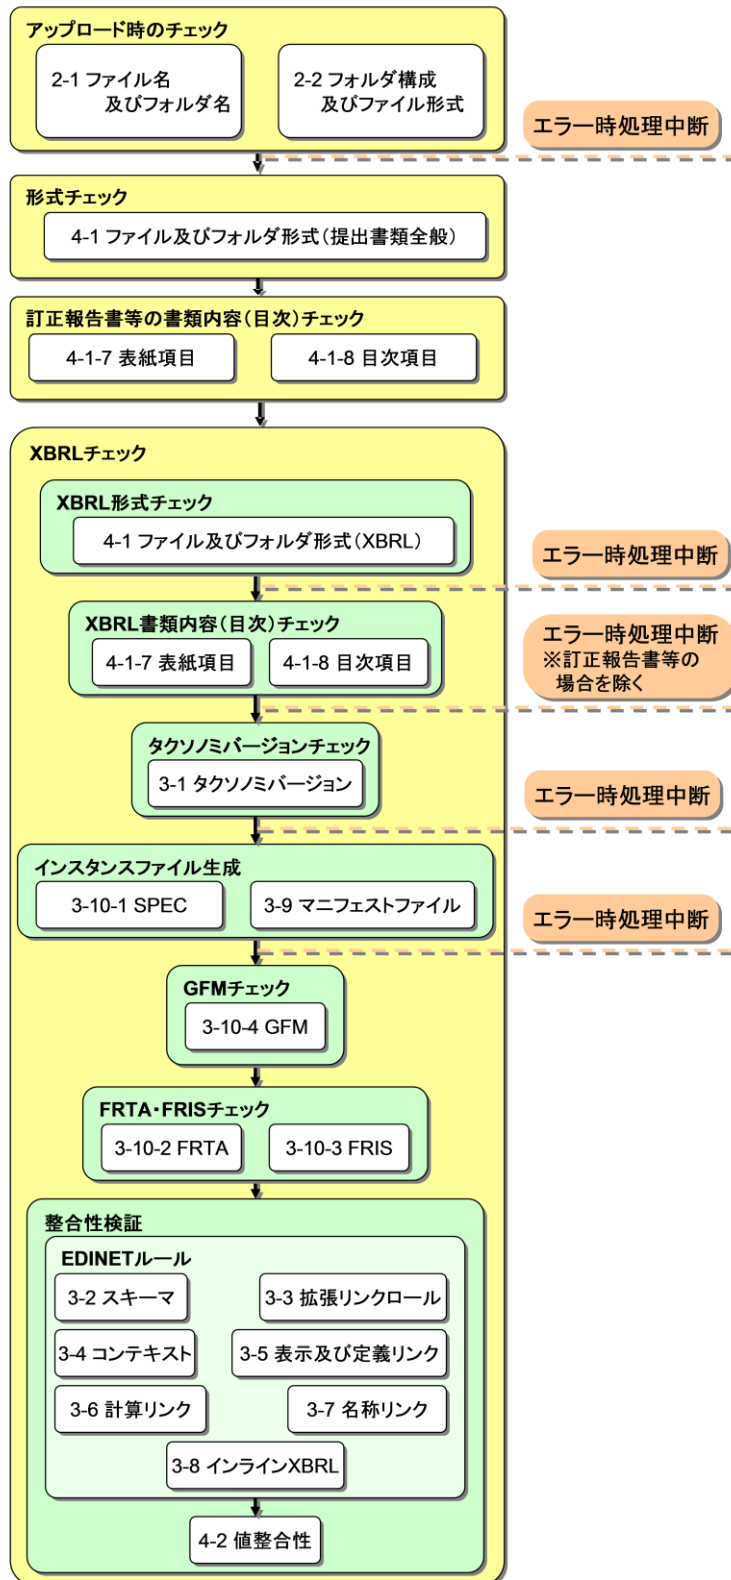 アップロード時のチェック
2-1 ファイル名
及びフォルダ名
2-2 フォルダ構成
及びファイル形式
エラー時処理中断
形式チェック
4-1 ファイル及びフォルダ形式(提出書類全般)
訂正報告書等の書類内容(目次)チェック
4-1-7 表紙項目
4-1-8 目次項目
XBRLチェック
XBRL形式チェック
4-1 ファイル及びフォルダ形式(XBRL)
エラー時処理中断
XBRL書類内容(目次)チェック
4-1-7 表紙項目
4-1-8 目次項目
エラー時処理中断
※訂正報告書等の
場合を除く
タクソノミバージョンチェック
3-1 タクソノミバージョン
エラー時処理中断
インスタンスファイル生成
3-10-1 SPEC
3-9 マニフェストファイル
エラー時処理中断
GFMチェック
3-10-4 GFM
FRTA・FRISチェック
3-10-2 FRTA
3-10-3 FRIS
整合性検証
EDINETルール
3-2 スキーマ
3-3 拡張リンクロール
3-4 コンテキスト
3-5 表示及び定義リンク
3-6 計算リンク
3-7 名称リンク
3-8 インラインXBRL
4-2 値整合性